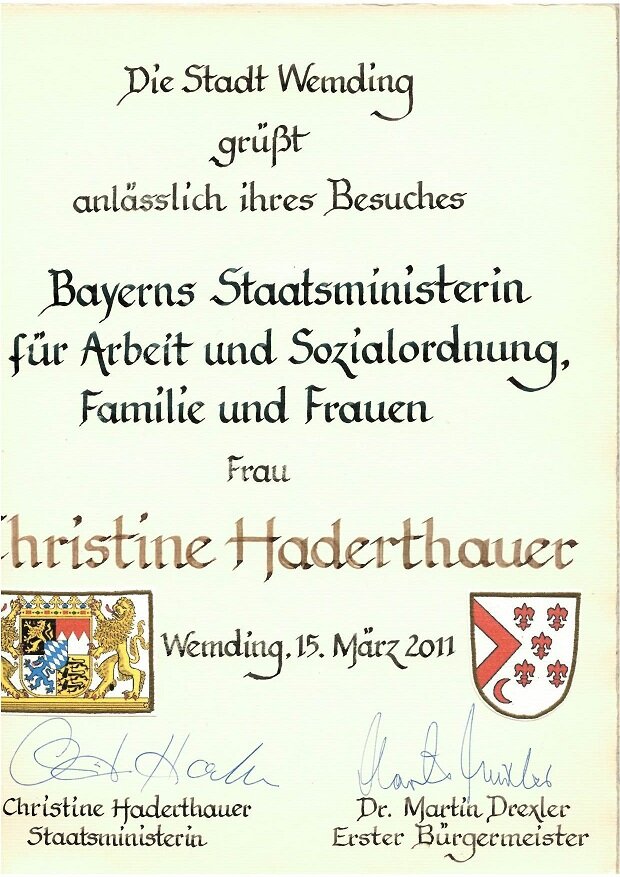 Die Stadt Wemding
grüßt
anlässlich ihres Besuches
Bayerns Staatsministerin
für Arbeit und Sozialordnung,
Familie und Frauen
Frau
Christine Haderthauer
Wemding, 15. März 2011
Christine Haderthauer
Staatsministerin
Dr. Martin Drexler
Erster Bürgermeister